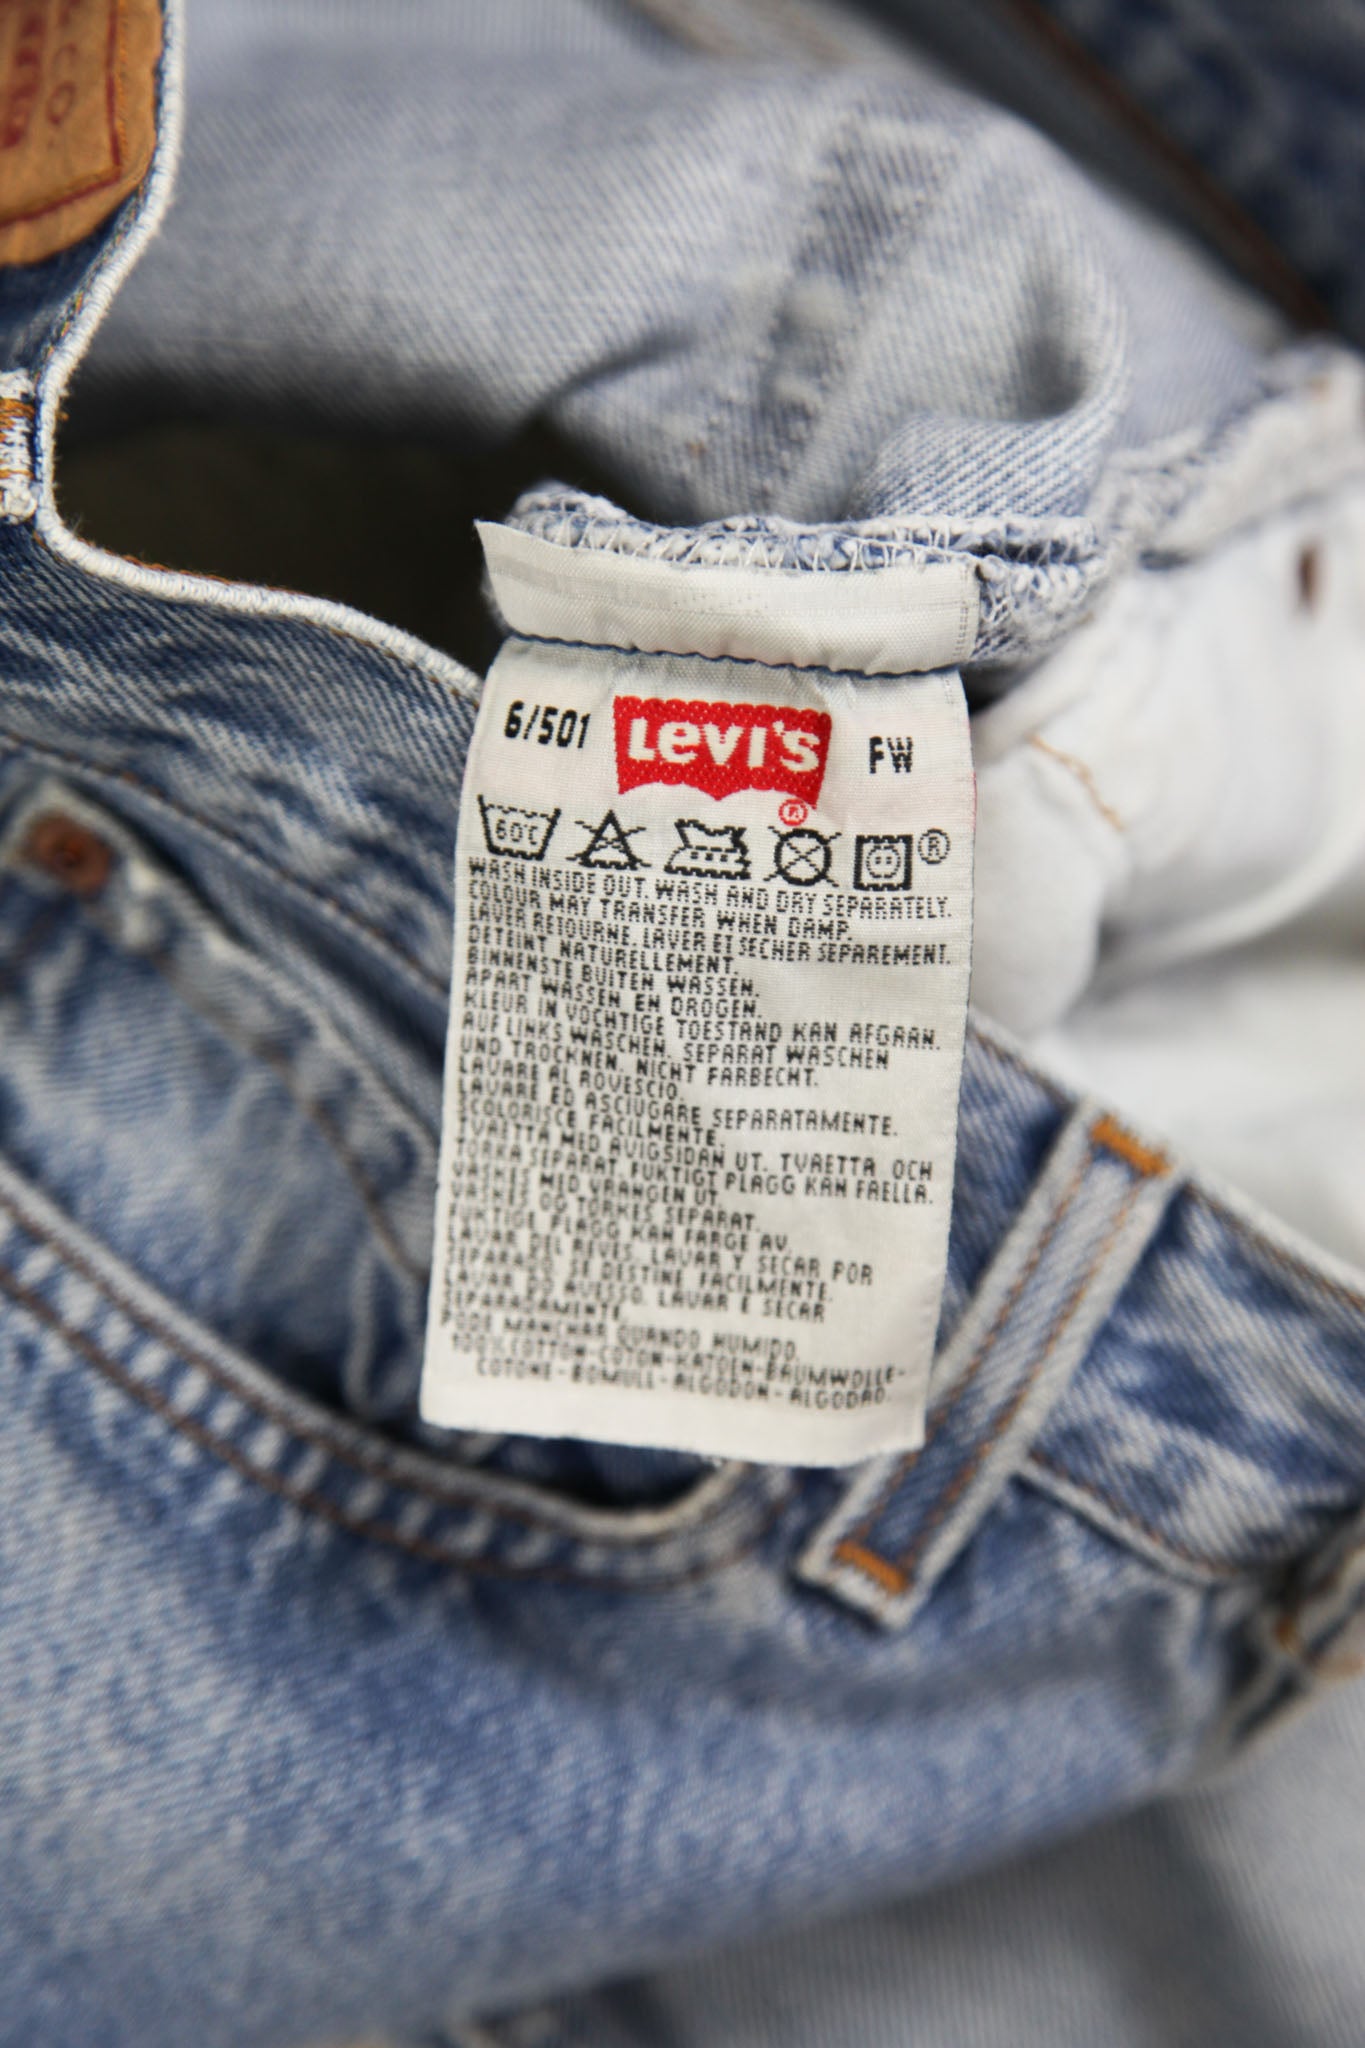 CO
6/501 LEVI'S FW
®
60°C ®
WASH INSIDE OUT. WASH AND DRY SEPARATELY.
COLOUR MAY TRANSFER WHEN DAMP.
LAVER RETOURNE. LAVER ET SECHER SEPAREMENT.
DETEINT NATURELLEMENT.
BINNENSTE BUITEN WASSEN.
APART WASSEN EN DROGEN.
KLEUR IN VOCHTIGE TOESTAND KAN AFGAAN.
AUF LINKS WASCHEN. SEPARAT WASCHEN
UND TROCKNEN. NICHT FARBECHT.
LAVARE AL ROVESCIO.
LAVARE ED ASCIUGARE SEPARATAMENTE.
SCOLORISCE FACILMENTE.
TVAETTA MED AVIGSIDAN UT. TVAETTA OCH
TORKA SEPARAT. FUKTIGT PLAGG KAN FAELLA.
VASKES MED VRANGEN UT.
VASKES OG TORKES SEPARAT.
FUKTIGE PLAGG KAN FARGE AV.
LAVAR DEL REVES. LAVAR Y SECAR POR
SEPARADO. SE DESTINE FACILMENTE.
LAVAR DO AVESSO. LAVAR E SECAR
SEPARADAMENTE.
PODE MANCHAR QUANDO HUMIDO.
100% COTTON-COTON-KATOEN-BAUMWOLLE-
COTONE-BOMULL-ALGODON-ALGODAO.